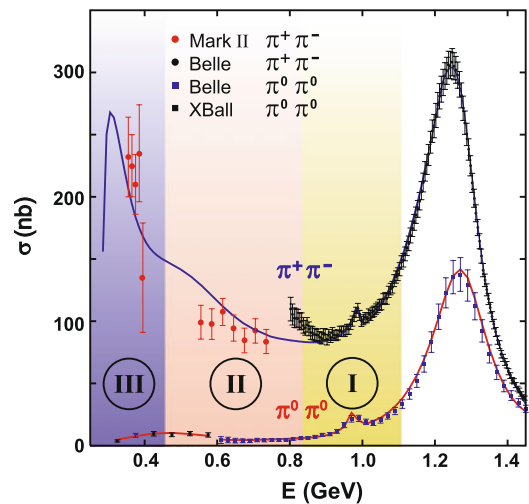 Mark II π⁺ π⁻
Belle π⁺ π⁻
Belle π⁰ π⁰
XBall π⁰ π⁰
300
200
100
0
σ (nb)
π⁺ π⁻
III
II
I
π⁰ π⁰
0.4 0.6 0.8 1.0 1.2 1.4
E (GeV)